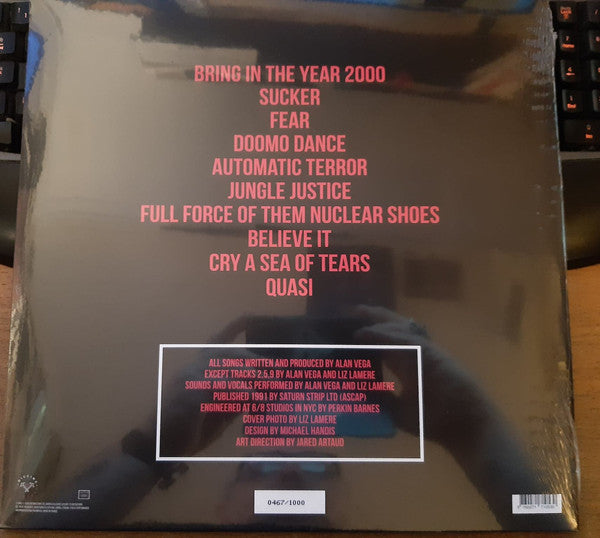 BRING IN THE YEAR 2000
SUCKER
FEAR
DOOMO DANCE
AUTOMATIC TERROR
JUNGLE JUSTICE
FULL FORCE OF THEM NUCLEAR SHOES
BELIEVE IT
CRY A SEA OF TEARS
QUASI
ALL SONGS WRITTEN AND PRODUCED BY ALAN VEGA
EXCEPT TRACKS 2,5,9 BY ALAN VEGA AND LIZ LAMERE
SOUNDS AND VOCALS PERFORMED BY ALAN VEGA AND LIZ LAMERE
PUBLISHED 1991 BY SATURN STRIP LTD (ASCAP)
ENGINEERED AT 6/8 STUDIOS IN NYC BY PERKIN BARNES
COVER PHOTO BY LIZ LAMERE
DESIGN BY MICHAEL HANDIS
ART DIRECTION BY JARED ARTAUD
0467/1000